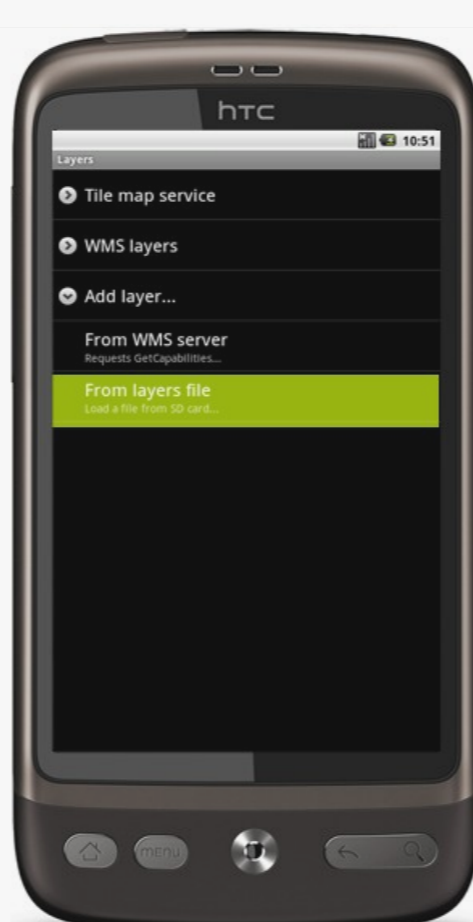 hTC
10:51
Layers
Tile map service
WMS layers
Add layer...
From WMS server
Requests GetCapabilities...
From layers file
Load a file from SD card...
menu